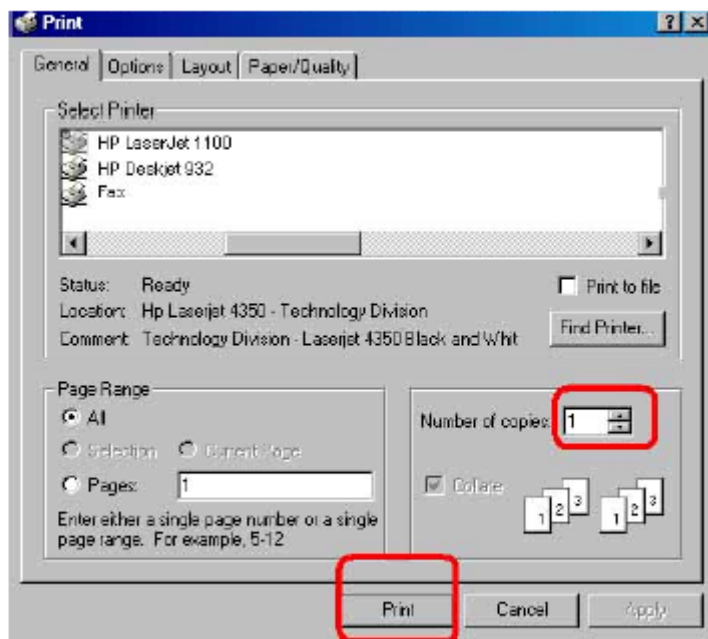 Print
General Options Layout Paper/Quality
Select Printer
HP LaserJet 1100
HP Deskjet 932
Fax
Status: Ready
Location: Hp Laserjet 4350 - Technology Division
Comment: Technology Division - Laserjet 4350 Black and Whit
Print to file
Find Printer...
Page Range
All
Selection Current Page
Pages: 1
Enter either a single page number or a single
page range. For example, 5-12
Number of copies: 1
Collate
1 2 3 1 2 3
Print Cancel Apply